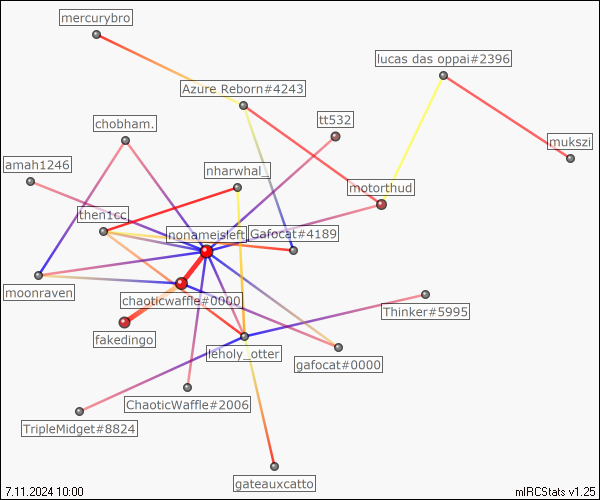 mercurybro
lucas das oppai#2396
Azure Reborn#4243
tt532
chobham.
mukszi
amah1246
nharwhal_
motorthud
then1cc
nonameisleft
Gafocat#4189
moonraven
chaoticwaffle#0000
Thinker#5995
fakedingo
leholy_otter
gafocat#0000
ChaoticWaffle#2006
TripleMidget#8824
gateauxcatto
7.11.2024 10:00
mIRCStats v1.25